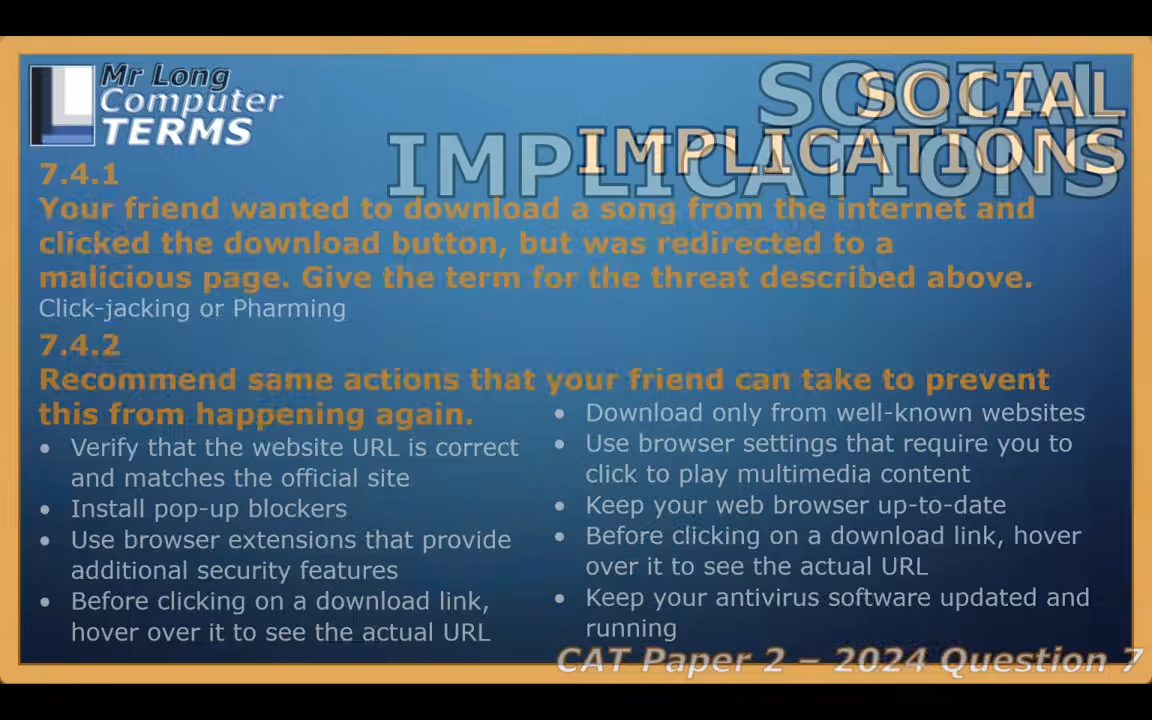 Mr Long
Computer
TERMS
SOCIAL
IMPLICATIONS
SOCIAL
IMPLICATIONS
7.4.1
Your friend wanted to download a song from the internet and
clicked the download button, but was redirected to a
malicious page. Give the term for the threat described above.
Click-jacking or Pharming
7.4.2
Recommend same actions that your friend can take to prevent
this from happening again.
• Verify that the website URL is correct
and matches the official site
• Install pop-up blockers
• Use browser extensions that provide
additional security features
• Before clicking on a download link,
hover over it to see the actual URL
• Download only from well-known websites
• Use browser settings that require you to
click to play multimedia content
• Keep your web browser up-to-date
• Before clicking on a download link, hover
over it to see the actual URL
• Keep your antivirus software updated and
running
CAT Paper 2 – 2024 Question 7